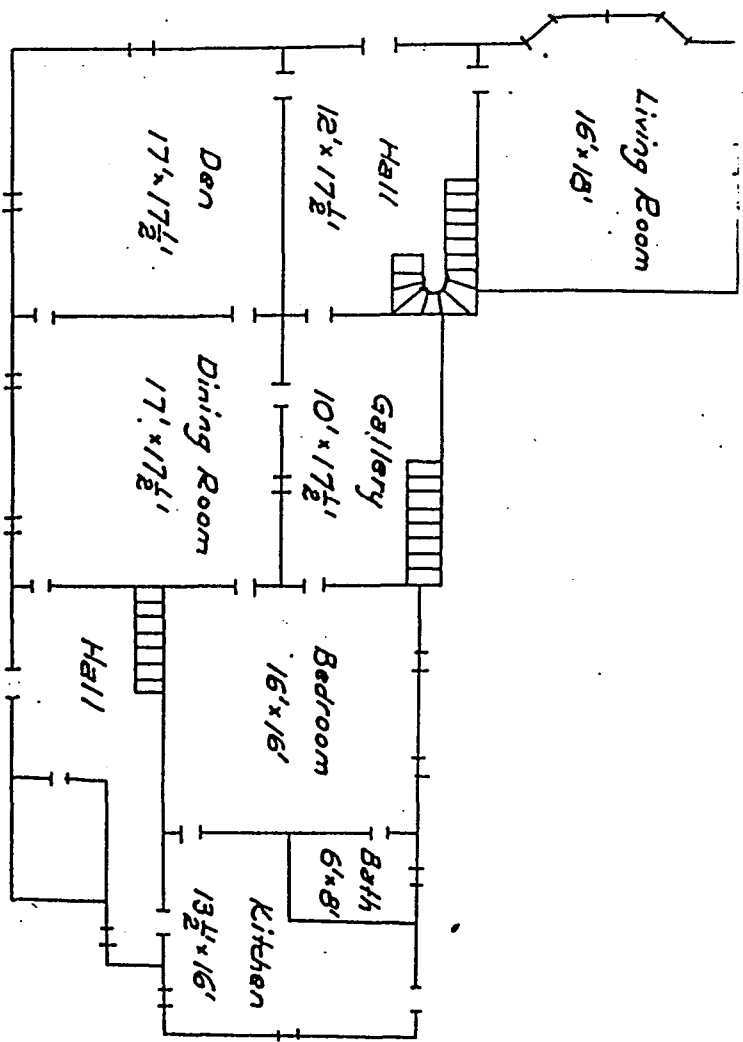 Living Room
16'x18'
Hall
12'x17½'
Den
17'x17½'
Gallery
10'x17½'
Dining Room
17'x17½'
Bedroom
16'x16'
Hall
Bath
6'x8'
Kitchen
13½'x16'